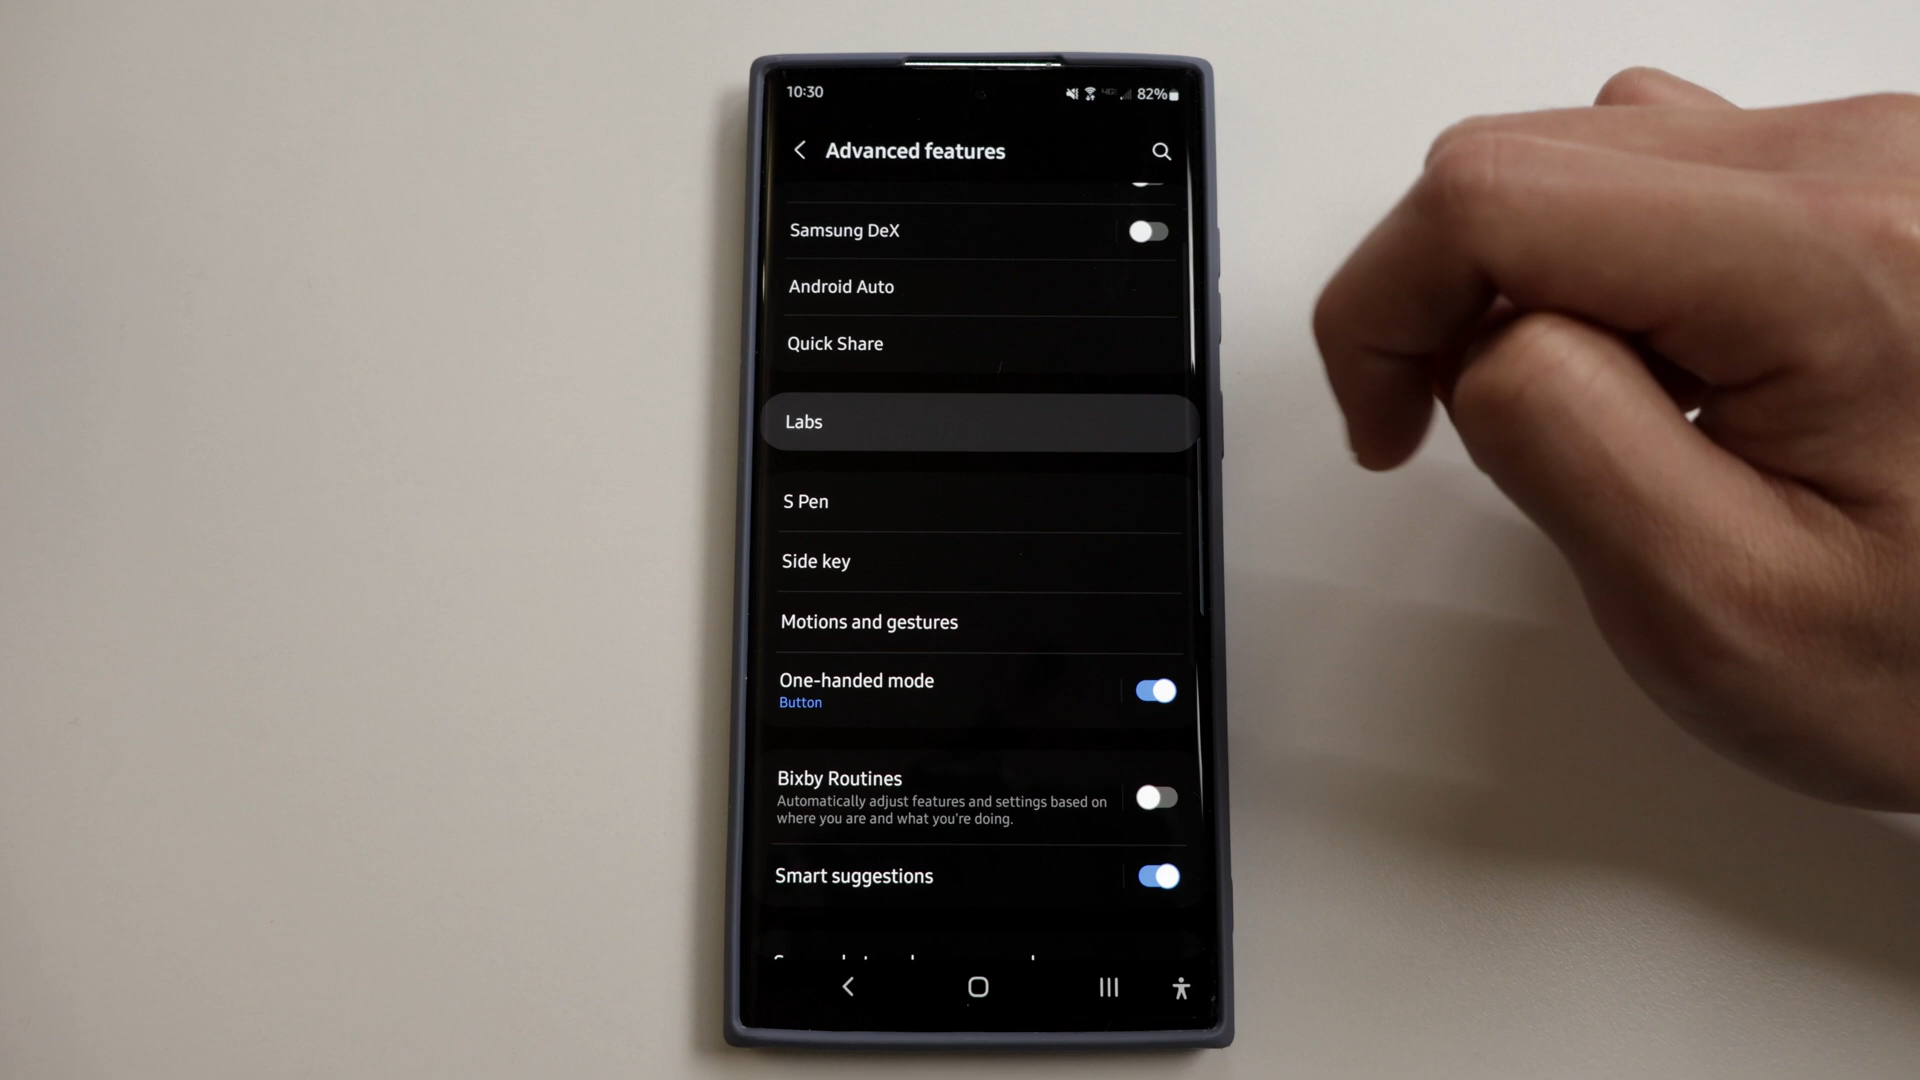 10:30
82%
Advanced features
Samsung DeX
Android Auto
Quick Share
Labs
S Pen
Side key
Motions and gestures
One-handed mode
Button
Bixby Routines
Automatically adjust features and settings based on
where you are and what you're doing.
Smart suggestions